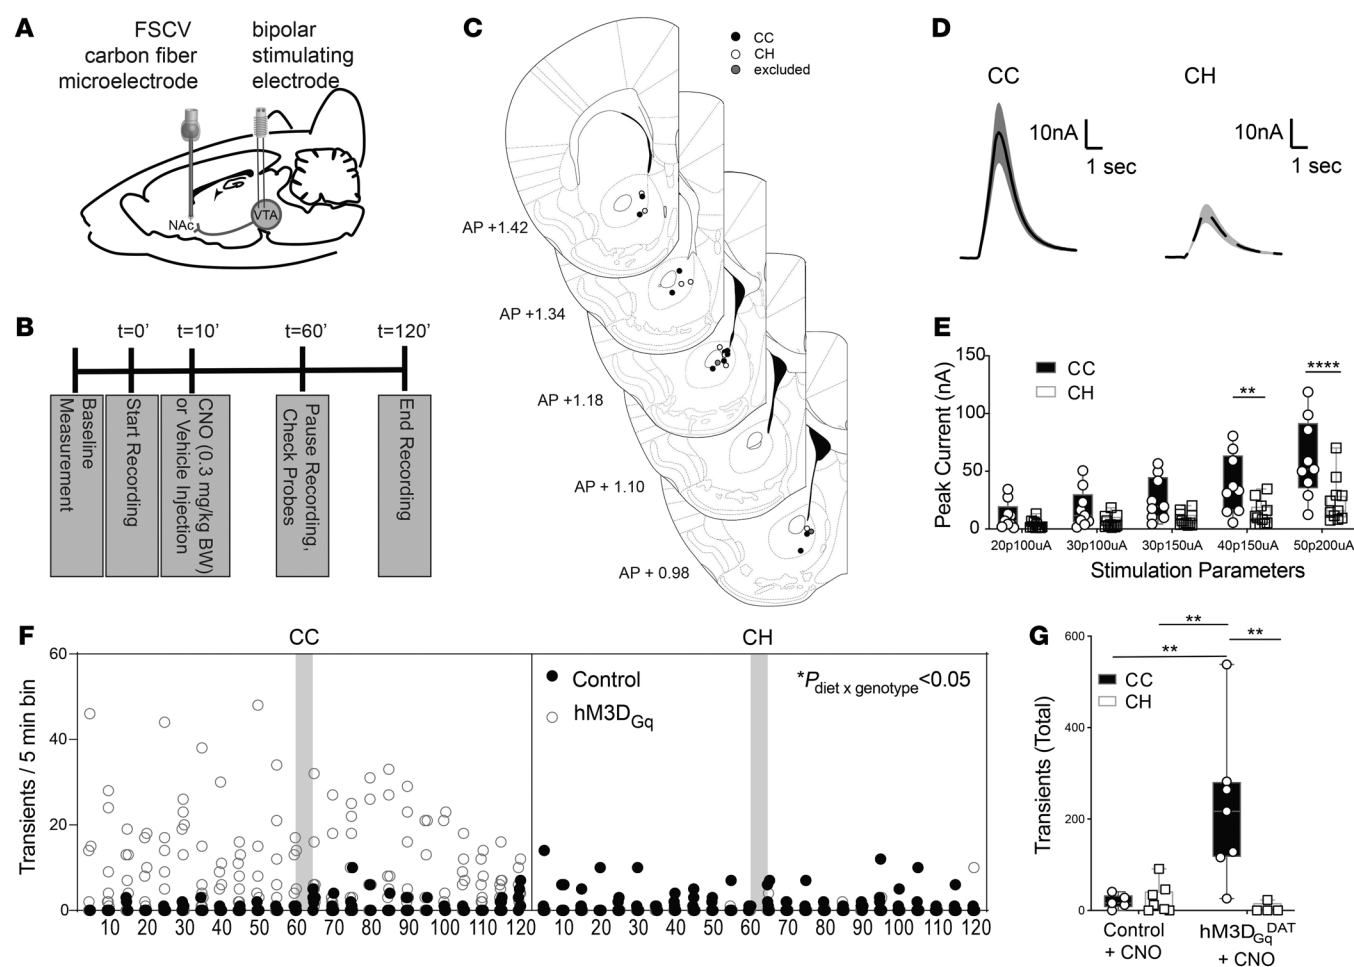 A
FSCV
carbon fiber
microelectrode
bipolar
stimulating
electrode
NAc
VTA
B
t=0’
t=10’
t=60’
t=120’
Baseline
Measurement
Start Recording
CNO (0.3 mg/kg BW)
or Vehicle Injection
Pause Recording,
Check Probes
End Recording
C
CC
CH
excluded
AP +1.42
AP +1.34
AP +1.18
AP + 1.10
AP + 0.98
D
CC
CH
10nA
1 sec
10nA
1 sec
E
Peak Current (nA)
150
100
50
0
CC
CH
**
****
20p100uA
30p100uA
30p150uA
40p150uA
50p200uA
Stimulation Parameters
F
CC
CH
Transients / 5 min bin
60
40
20
0
Control
hM3DGq
*Pdiet x genotype<0.05
10 20 30 40 50 60 70 80 90 100 110 120
10 20 30 40 50 60 70 80 90 100 110 120
G
Transients (Total)
600
400
200
0
**
**
**
CC
CH
Control
+ CNO
hM3DGqDAT
+ CNO